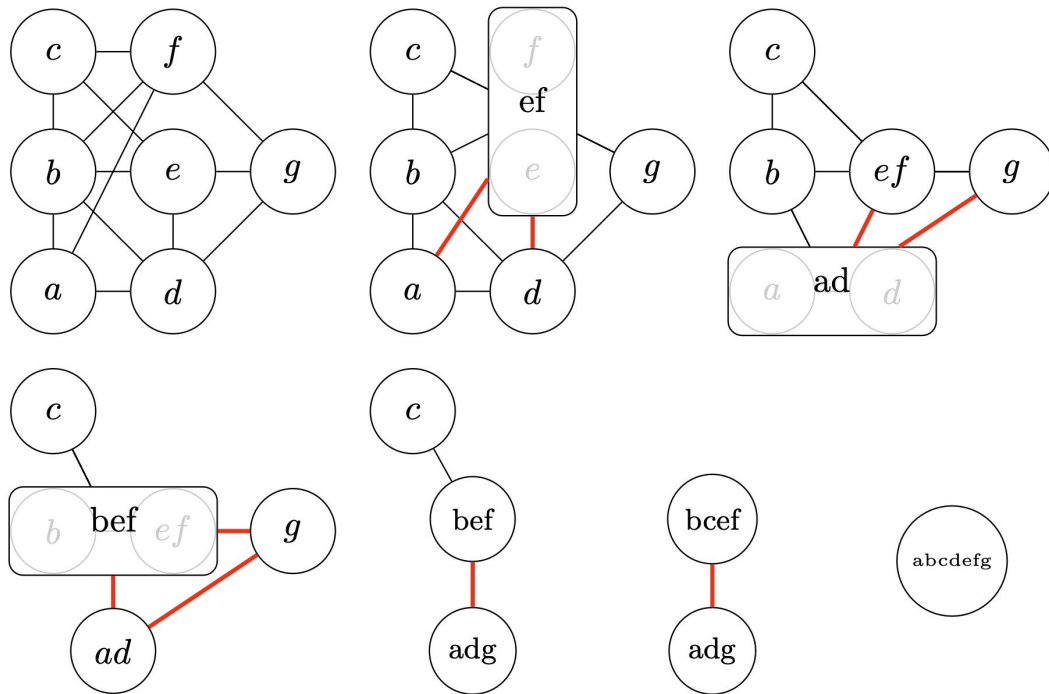 c f
b e g
a d
c f
ef
b e g
a d
c
b ef g
a ad d
c
b bef ef g
ad
c
bef
adg
bcef
adg
abcdefg